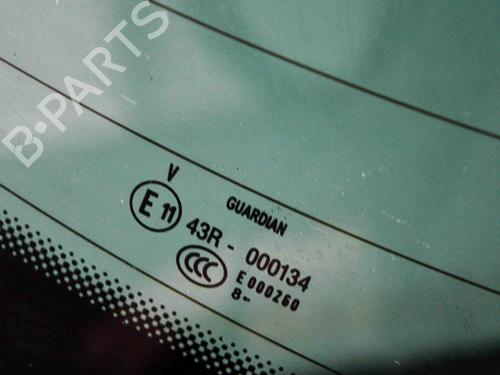 B·PARTS
V
GUARDIAN
E 11
43R - 000134
CCC
E000260
8··